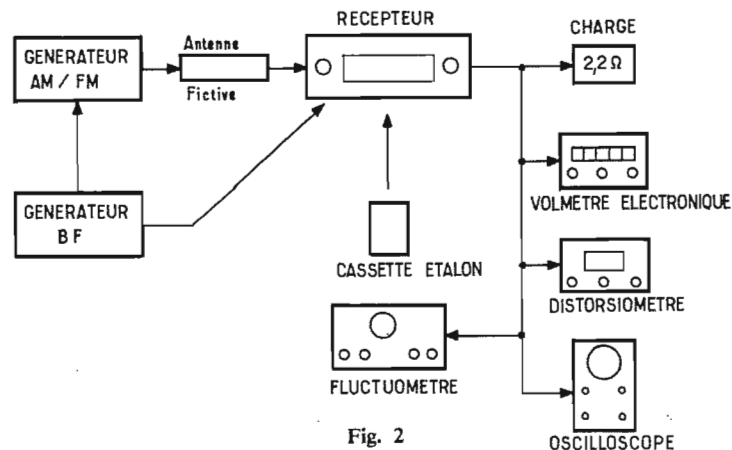 RECEPTEUR
CHARGE
GENERATEUR
AM / FM
Antenne
Fictive
2,2 Ω
GENERATEUR
BF
VOLMETRE ELECTRONIQUE
CASSETTE ETALON
DISTORSIOMETRE
FLUCTUOMETRE
Fig. 2
OSCILLOSCOPE